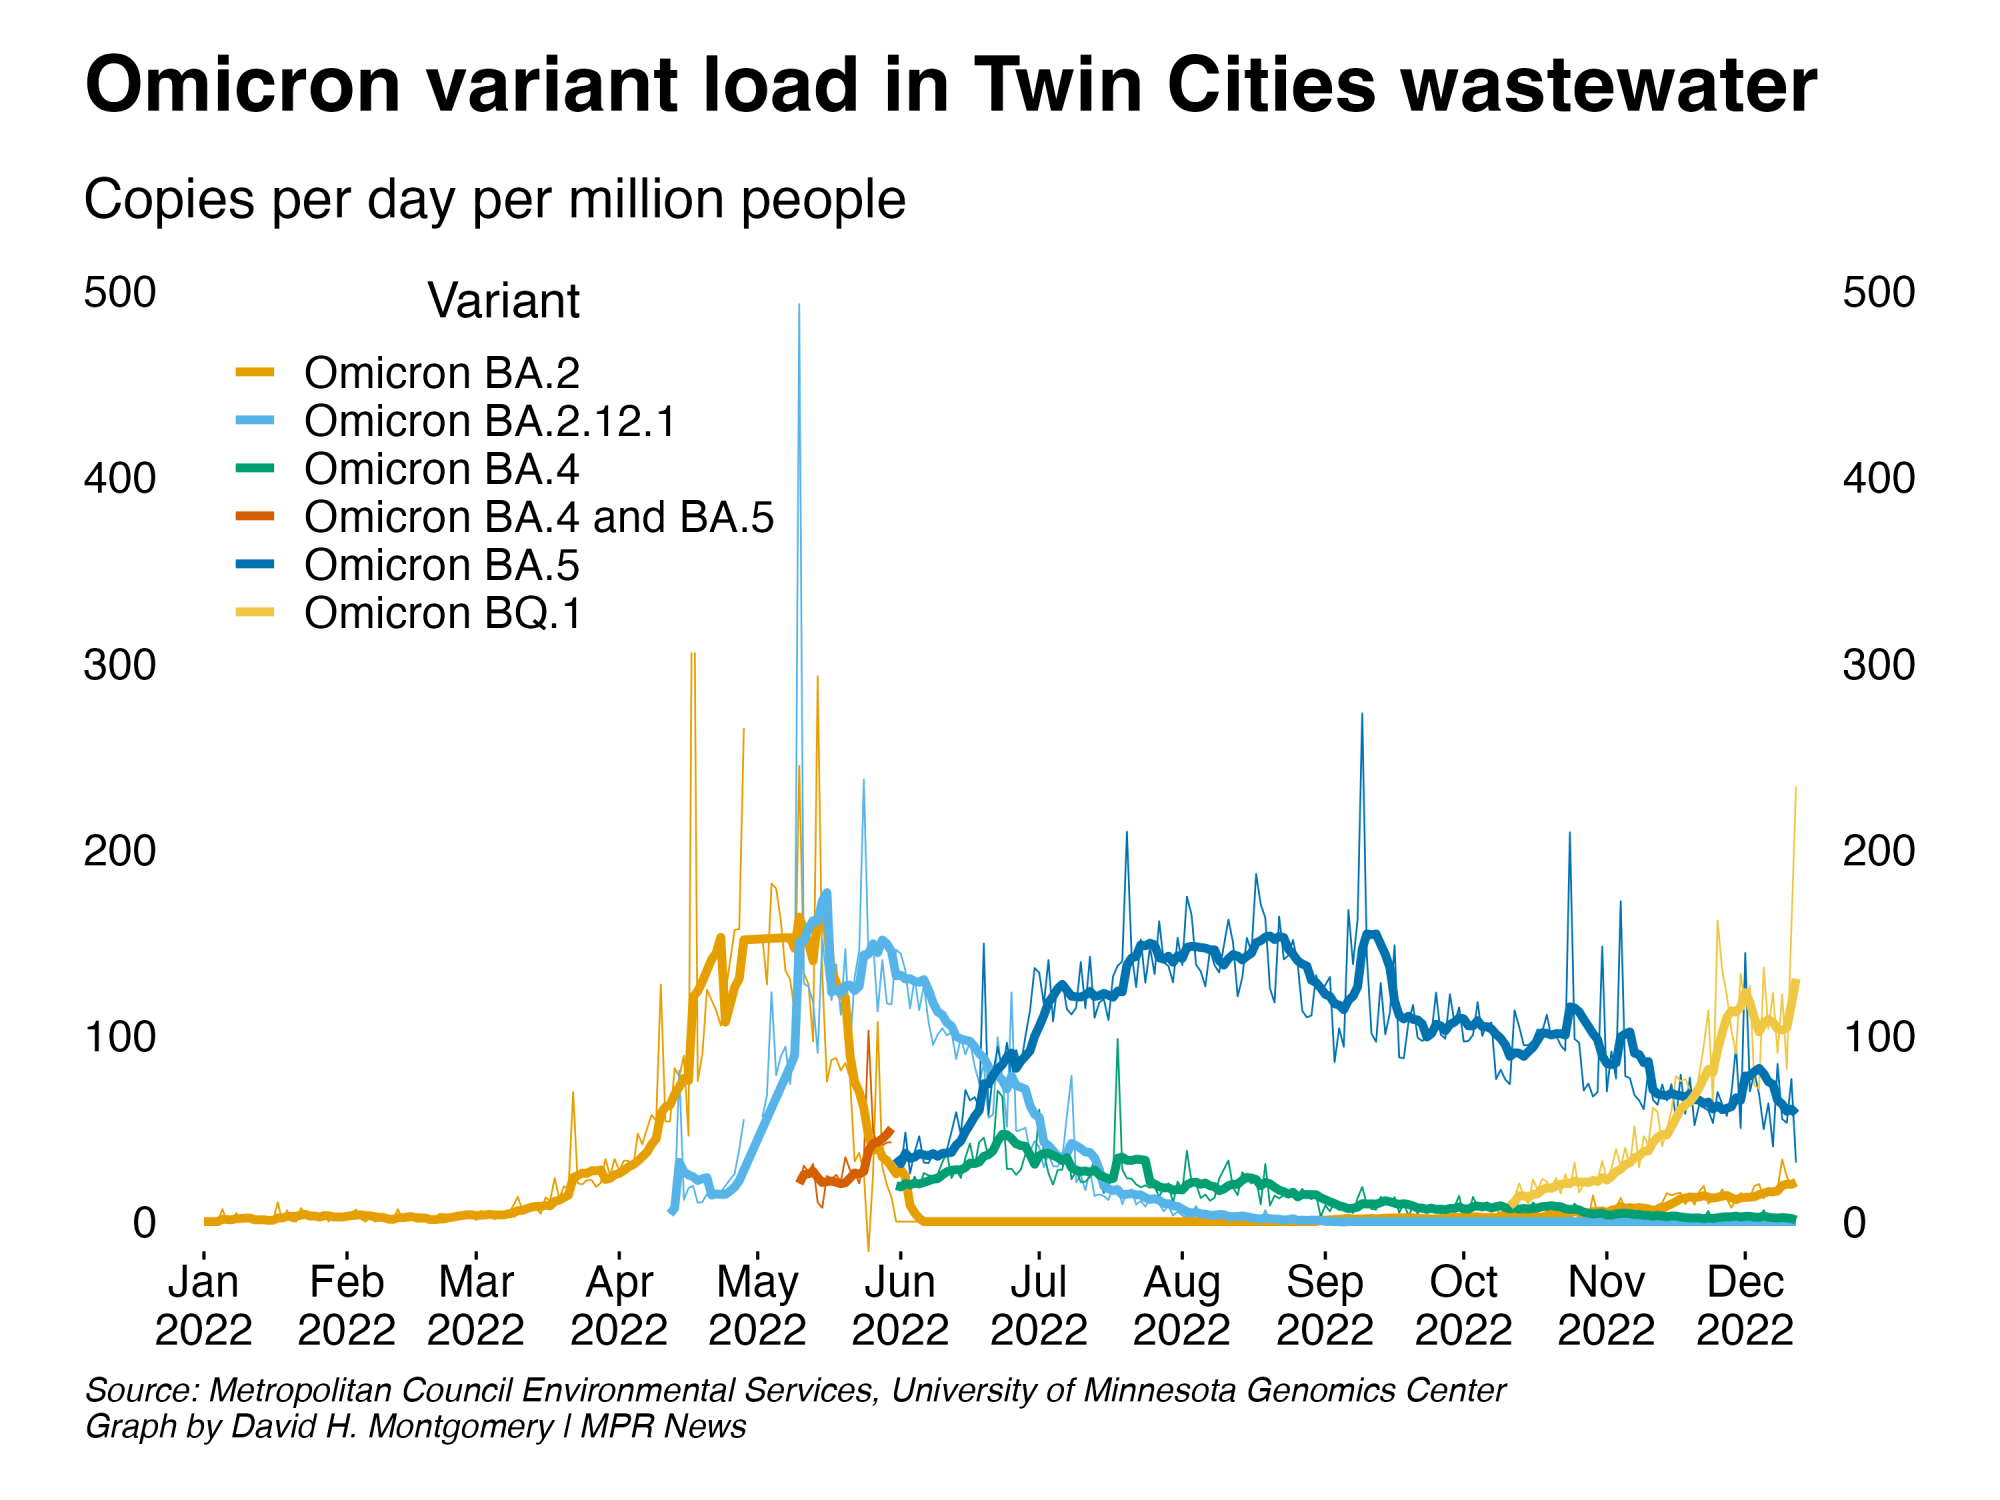 Omicron variant load in Twin Cities wastewater
Copies per day per million people
500
400
300
200
100
0
Variant
Omicron BA.2
Omicron BA.2.12.1
Omicron BA.4
Omicron BA.4 and BA.5
Omicron BA.5
Omicron BQ.1
500
400
300
200
100
0
Jan Feb Mar Apr May Jun Jul Aug Sep Oct Nov Dec
2022 2022 2022 2022 2022 2022 2022 2022 2022 2022 2022 2022
Source: Metropolitan Council Environmental Services, University of Minnesota Genomics Center
Graph by David H. Montgomery | MPR News